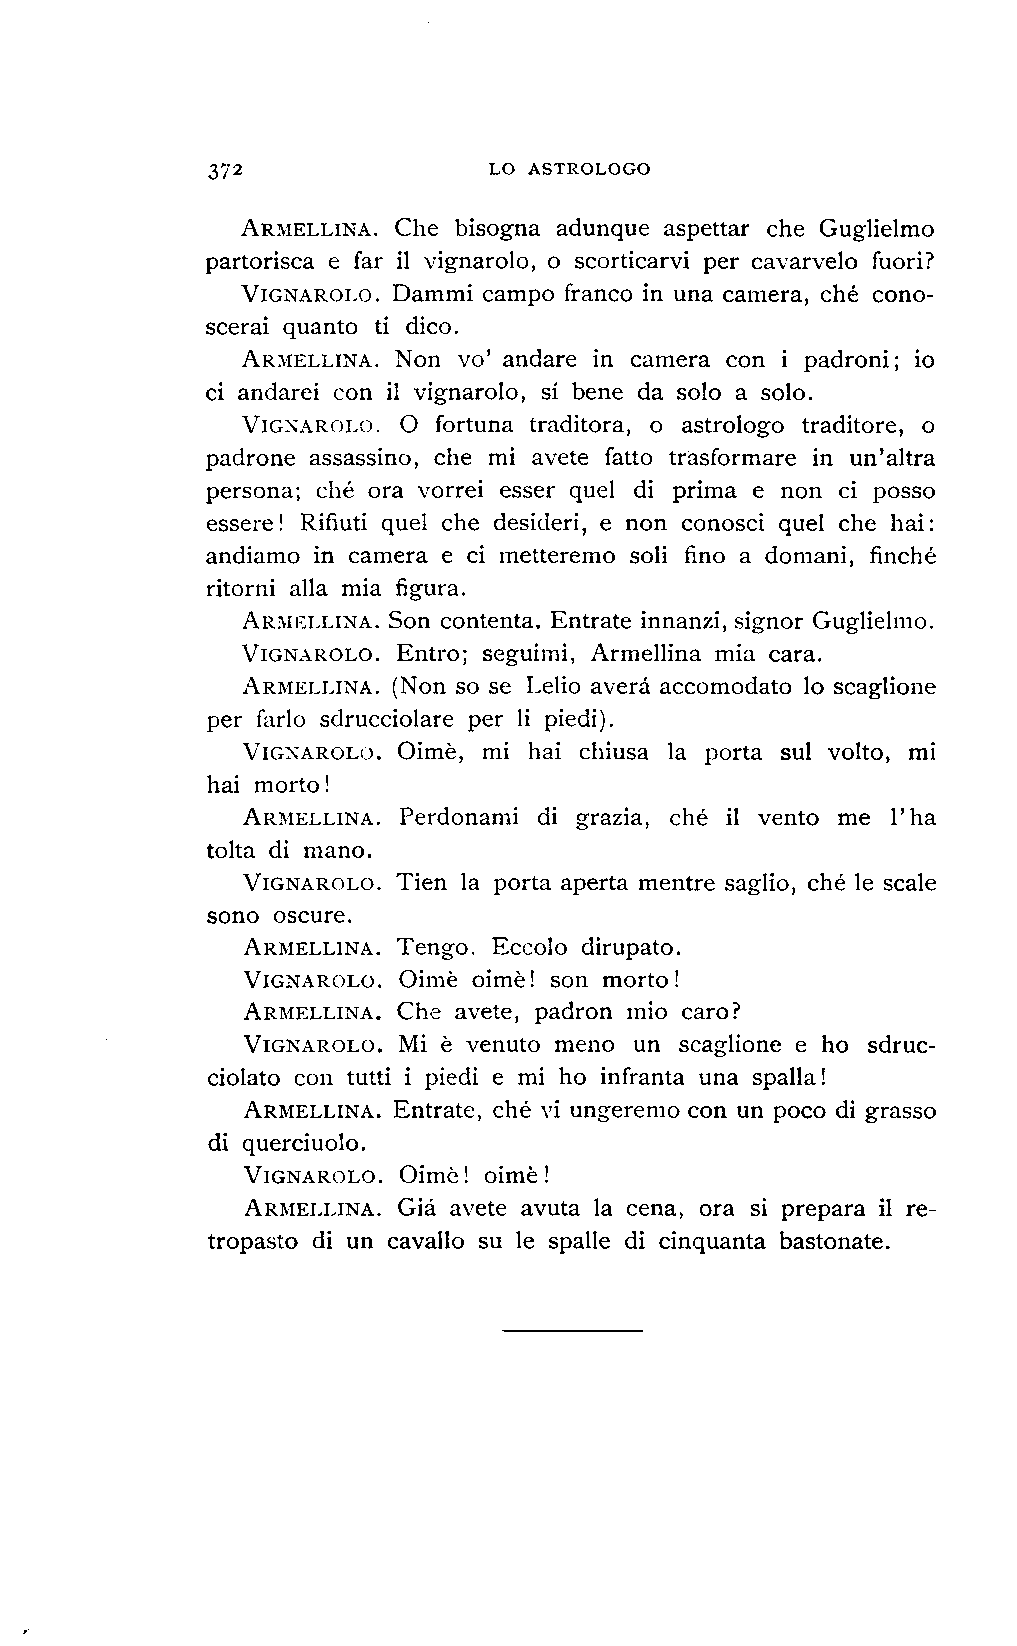 372 LO ASTROLOGO
ARMELLINA. Che bisogna adunque aspettar che Guglielmo
partorisca e far il vignarolo, o scorticarvi per cavarvelo fuori?
VIGNAROLO. Dammi campo franco in una camera, ché cono-
scerai quanto ti dico.
ARMELLINA. Non vo' andare in camera con i padroni; io
ci andarei con il vignarolo, sí bene da solo a solo.
VIGNAROLO. O fortuna traditora, o astrologo traditore, o
padrone assassino, che mi avete fatto trasformare in un'altra
persona; ché ora vorrei esser quel di prima e non ci posso
essere! Rifiuti quel che desideri, e non conosci quel che hai:
andiamo in camera e ci metteremo soli fino a domani, finché
ritorni alla mia figura.
ARMELLINA. Son contenta. Entrate innanzi, signor Guglielmo.
VIGNAROLO. Entro; seguimi, Armellina mia cara.
ARMELLINA. (Non so se Lelio averá accomodato lo scaglione
per farlo sdrucciolare per li piedi).
VIGNAROLO. Oimè, mi hai chiusa la porta sul volto, mi
hai morto!
ARMELLINA. Perdonami di grazia, ché il vento me l'ha
tolta di mano.
VIGNAROLO. Tien la porta aperta mentre saglio, ché le scale
sono oscure.
ARMELLINA. Tengo. Eccolo dirupato.
VIGNAROLO. Oimè oimè! son morto!
ARMELLINA. Che avete, padron mio caro?
VIGNAROLO. Mi è venuto meno un scaglione e ho sdruc-
ciolato con tutti i piedi e mi ho infranta una spalla!
ARMELLINA. Entrate, ché vi ungeremo con un poco di grasso
di querciuolo.
VIGNAROLO. Oimè! oimè!
ARMELLINA. Giá avete avuta la cena, ora si prepara il re-
tropasto di un cavallo su le spalle di cinquanta bastonate.